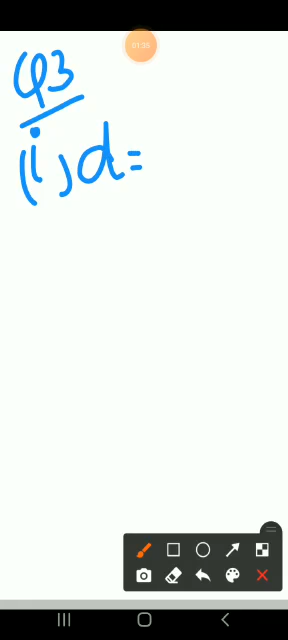 Q3
(i) d=